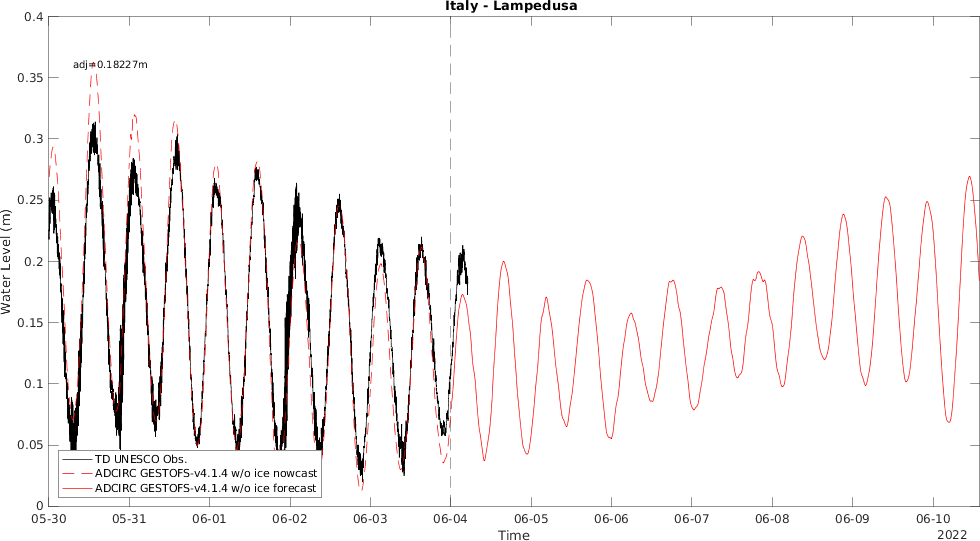 Italy - Lampedusa
adj=0.18227m
Water Level (m)
0.4
0.35
0.3
0.25
0.2
0.15
0.1
0.05
0
TD UNESCO Obs.
ADCIRC GESTOFS-v4.1.4 w/o ice nowcast
ADCIRC GESTOFS-v4.1.4 w/o ice forecast
05-30 05-31 06-01 06-02 06-03 06-04 06-05 06-06 06-07 06-08 06-09 06-10
Time
2022